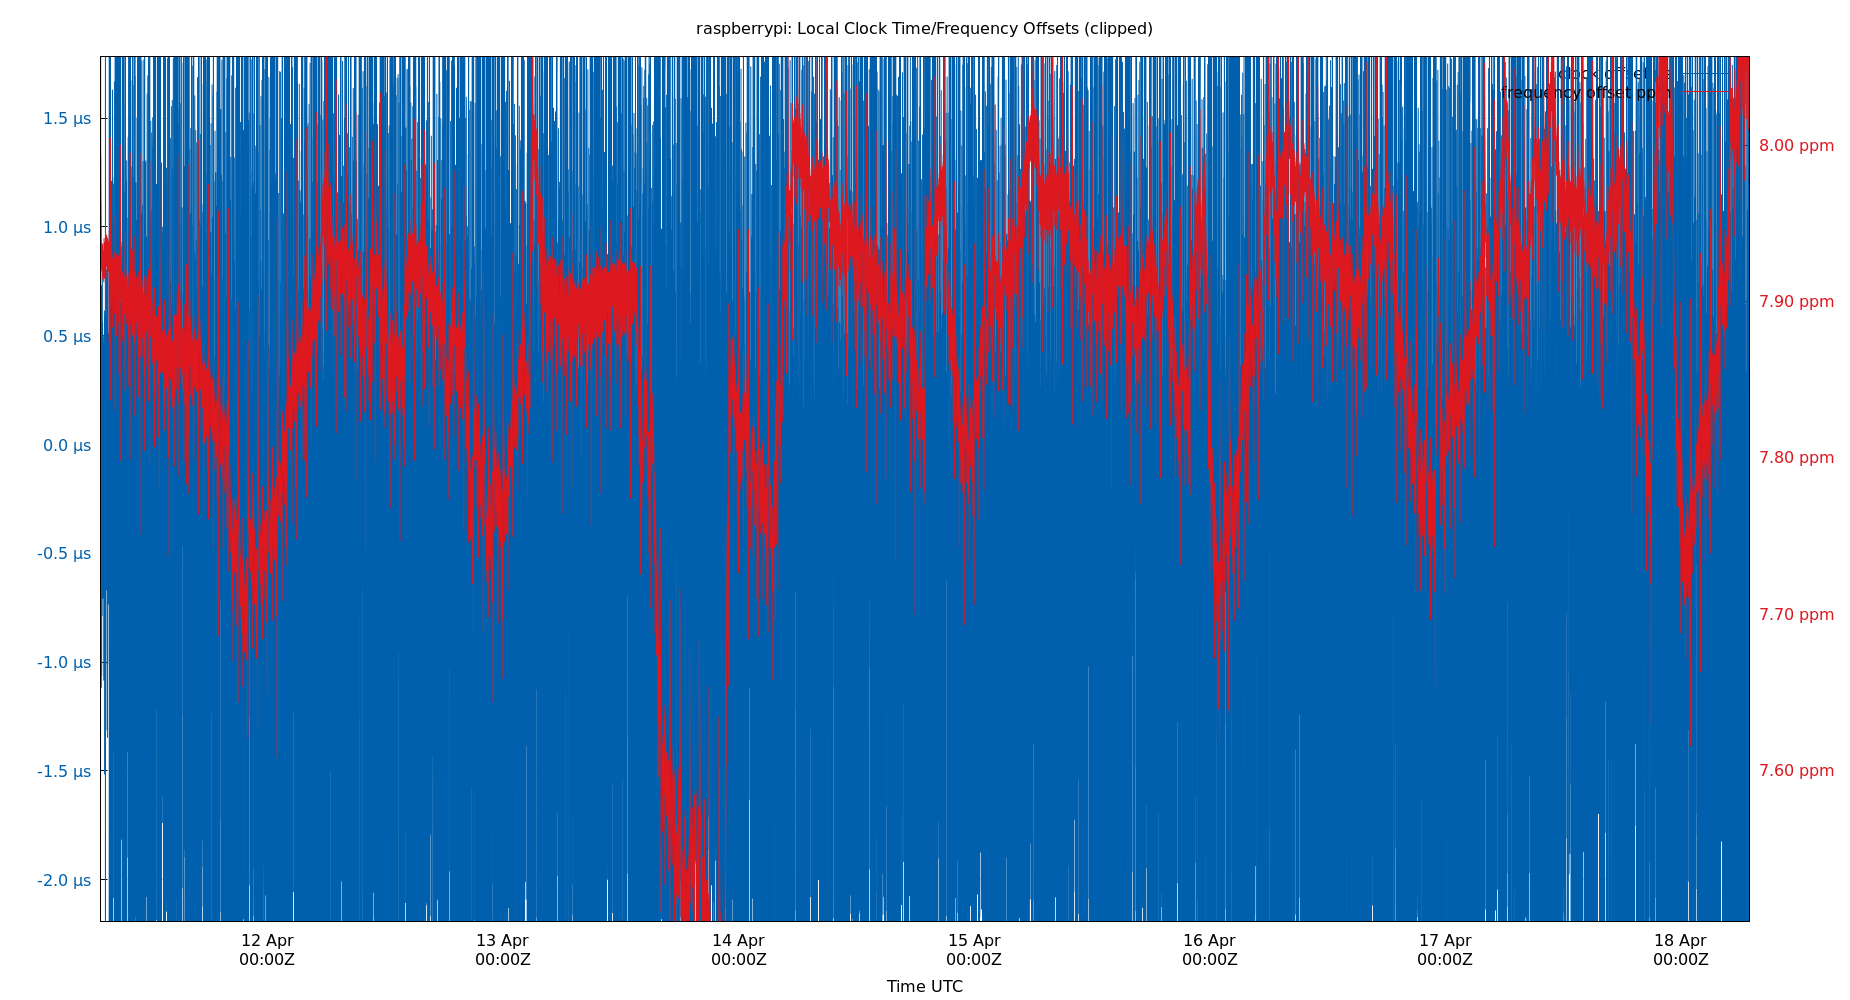 raspberrypi: Local Clock Time/Frequency Offsets (clipped)
clock offset
frequency offset ppm
1.5 µs
1.0 µs
0.5 µs
0.0 µs
-0.5 µs
-1.0 µs
-1.5 µs
-2.0 µs
8.00 ppm
7.90 ppm
7.80 ppm
7.70 ppm
7.60 ppm
12 Apr
00:00Z
13 Apr
00:00Z
14 Apr
00:00Z
15 Apr
00:00Z
16 Apr
00:00Z
17 Apr
00:00Z
18 Apr
00:00Z
Time UTC